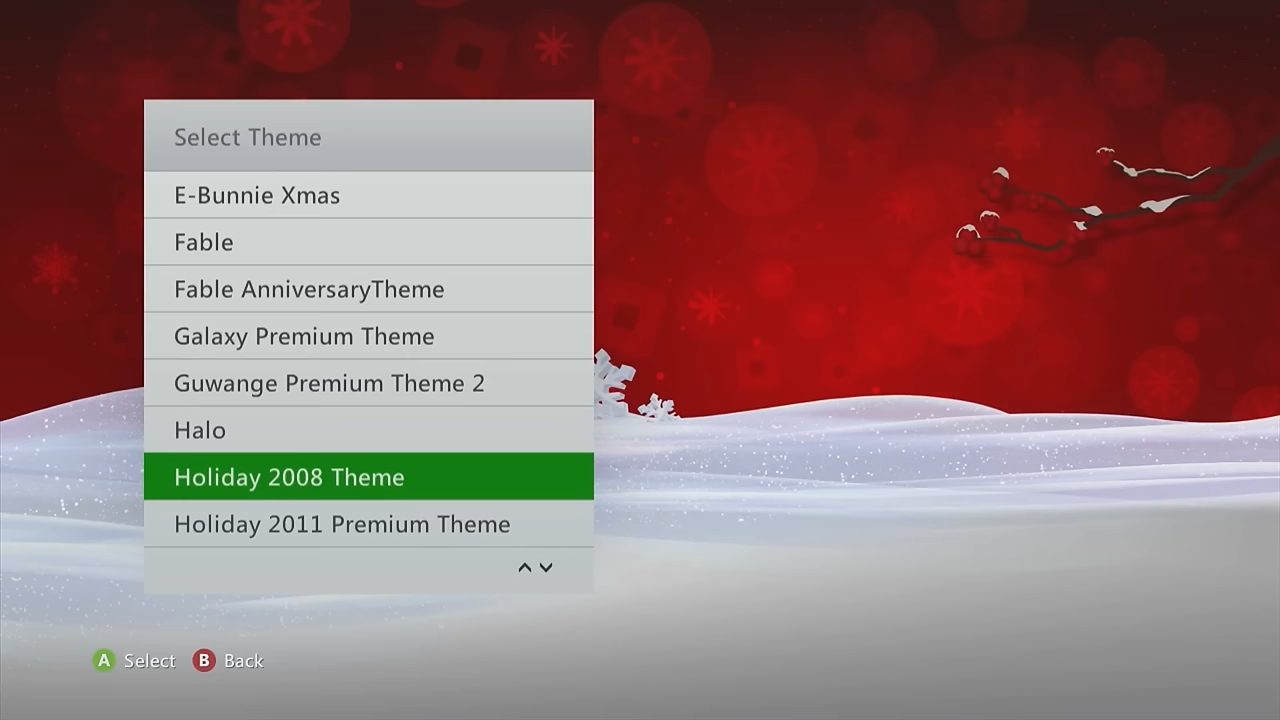 Select Theme
E-Bunnie Xmas
Fable
Fable AnniversaryTheme
Galaxy Premium Theme
Guwange Premium Theme 2
Halo
Holiday 2008 Theme
Holiday 2011 Premium Theme
A Select B Back